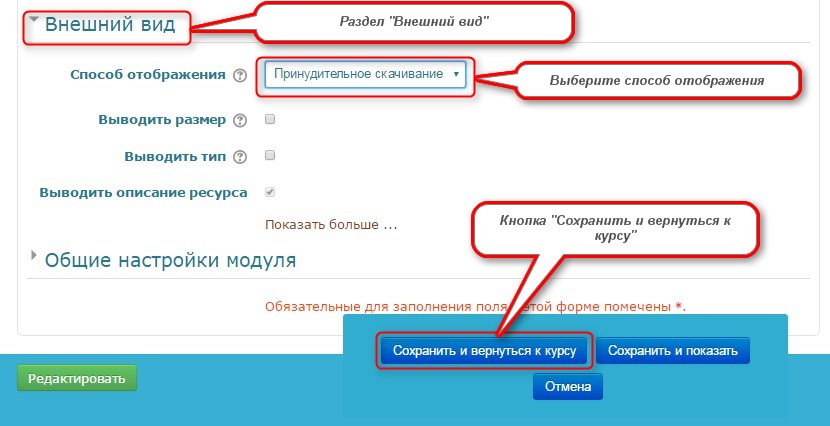 Внешний вид
Раздел "Внешний вид"
Способ отображения ? Принудительное скачивание
Выберите способ отображения
Выводить размер ?
Выводить тип ?
Выводить описание ресурса
Показать больше ...
Кнопка "Сохранить и вернуться к
курсу"
Общие настройки модуля
Обязательные для заполнения поля этой форме помечены *.
Сохранить и вернуться к курсу Сохранить и показать
Редактировать
Отмена